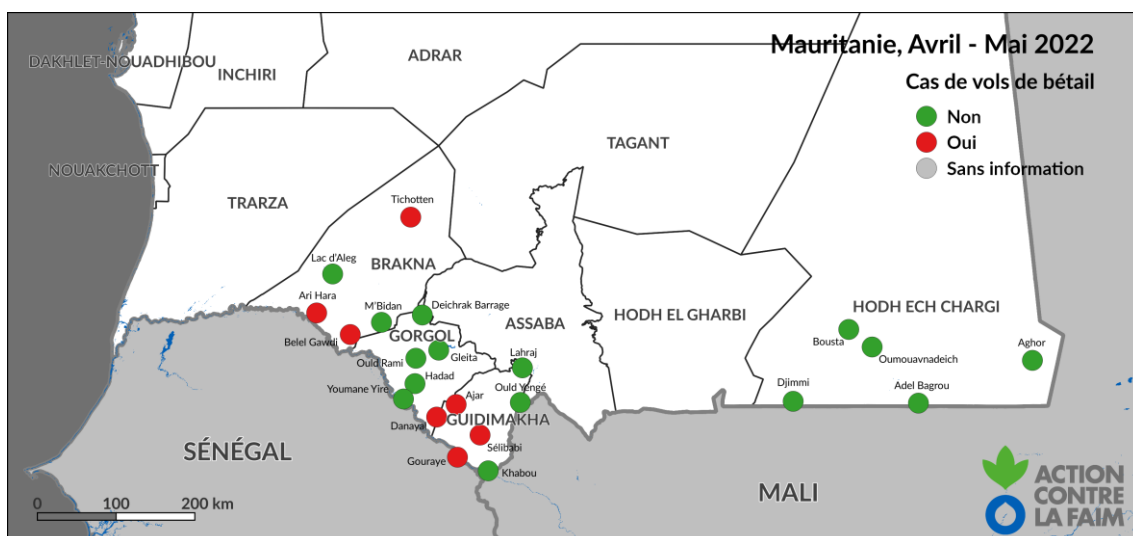 Mauritanie, Avril - Mai 2022
Cas de vols de bétail
Non
Oui
Sans information
DAKHLET-NOUADHIBOU
INCHIRI
ADRAR
TAGANT
NOUAKCHOTT
TRARZA
Tichotten
Lac d'Aleg
BRAKNA
Ari Hara
M'Bidan
Deichrak Barrage
Belel Gawdi
GORGOL
ASSABA
HODH EL GHARBI
HODH ECH CHARGI
Bousta
Oumouavnadeich
Aghor
Gleita
Ould Rami
Lahraj
Hadad
Youmane Yire
Ould Yengé
Ajar
Djimmi
Adel Bagrou
Danayal
GUIDIMAKHA
Sélibabi
Gouraye
Khabou
SÉNÉGAL
MALI
0 100 200 km
ACTION
CONTRE
LA FAIM